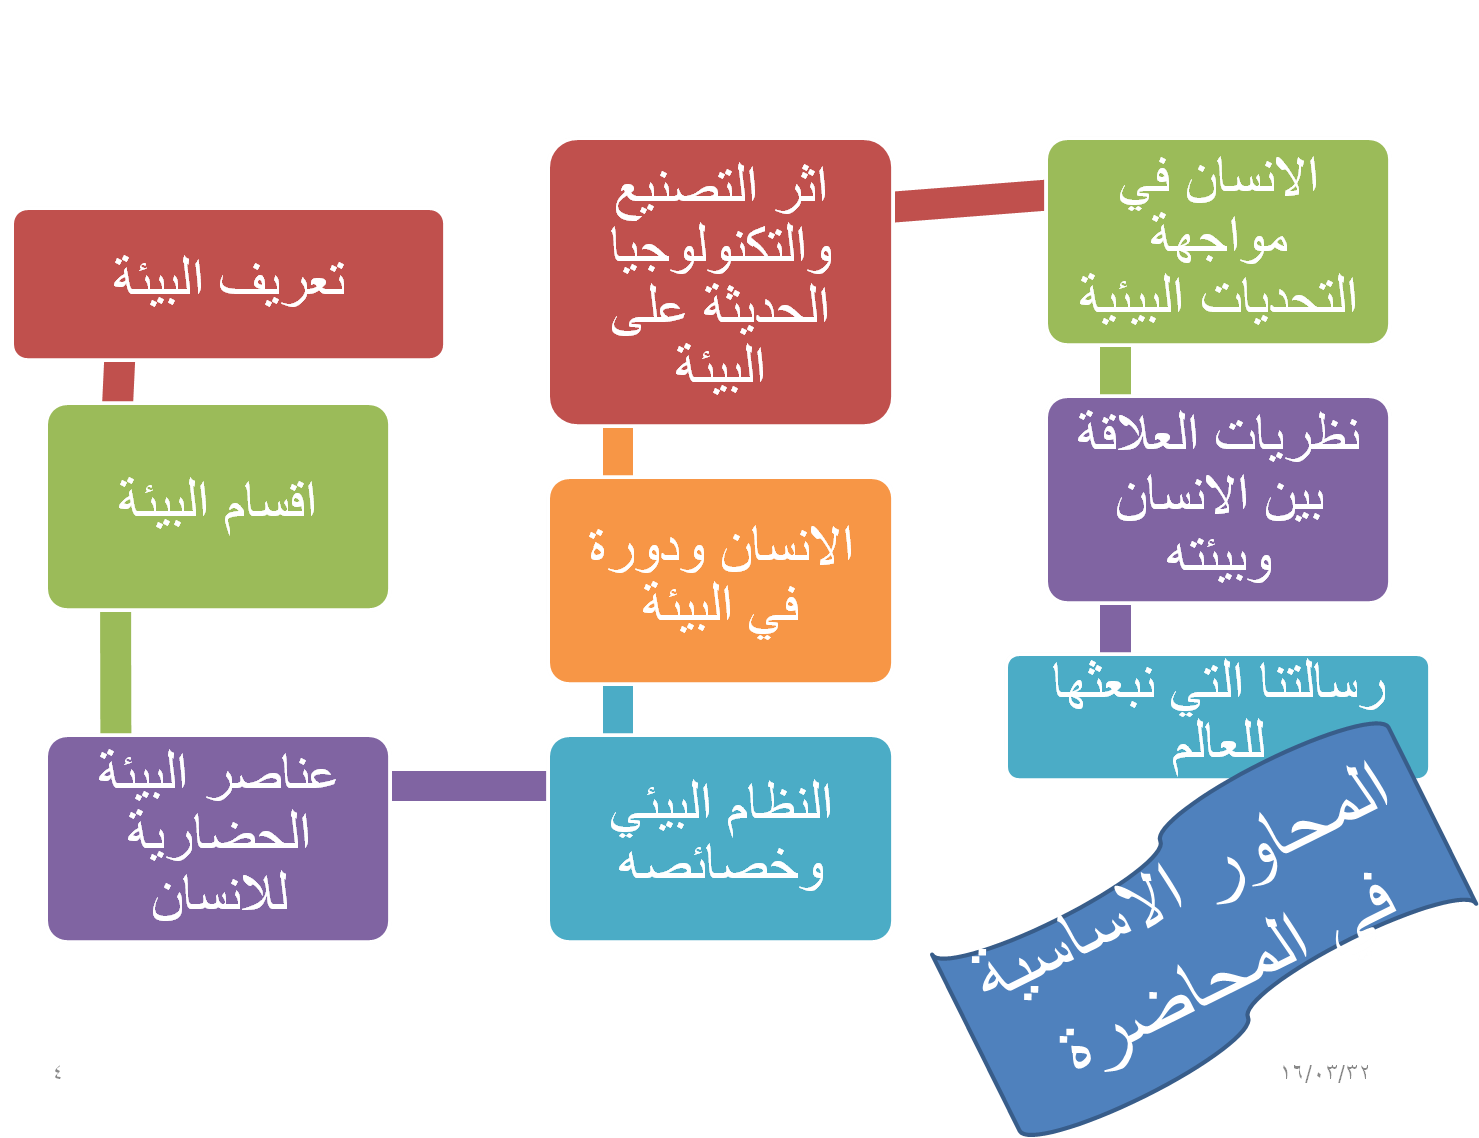 تعريف البيئة
اقسام البيئة
عناصر البيئة
الحضارية
للانسان
النظام البيئي
وخصائصه
الانسان ودورة
في البيئة
اثر التصنيع
والتكنولوجيا
الحديثة على
البيئة
الانسان في
مواجهة
التحديات البيئية
نظريات العلاقة
بين الانسان
وبيئته
رسالتنا التي نبعثها
للعالم
المحاور الاساسية
في المحاضرة
١٦/٠٣/٣٢
٤